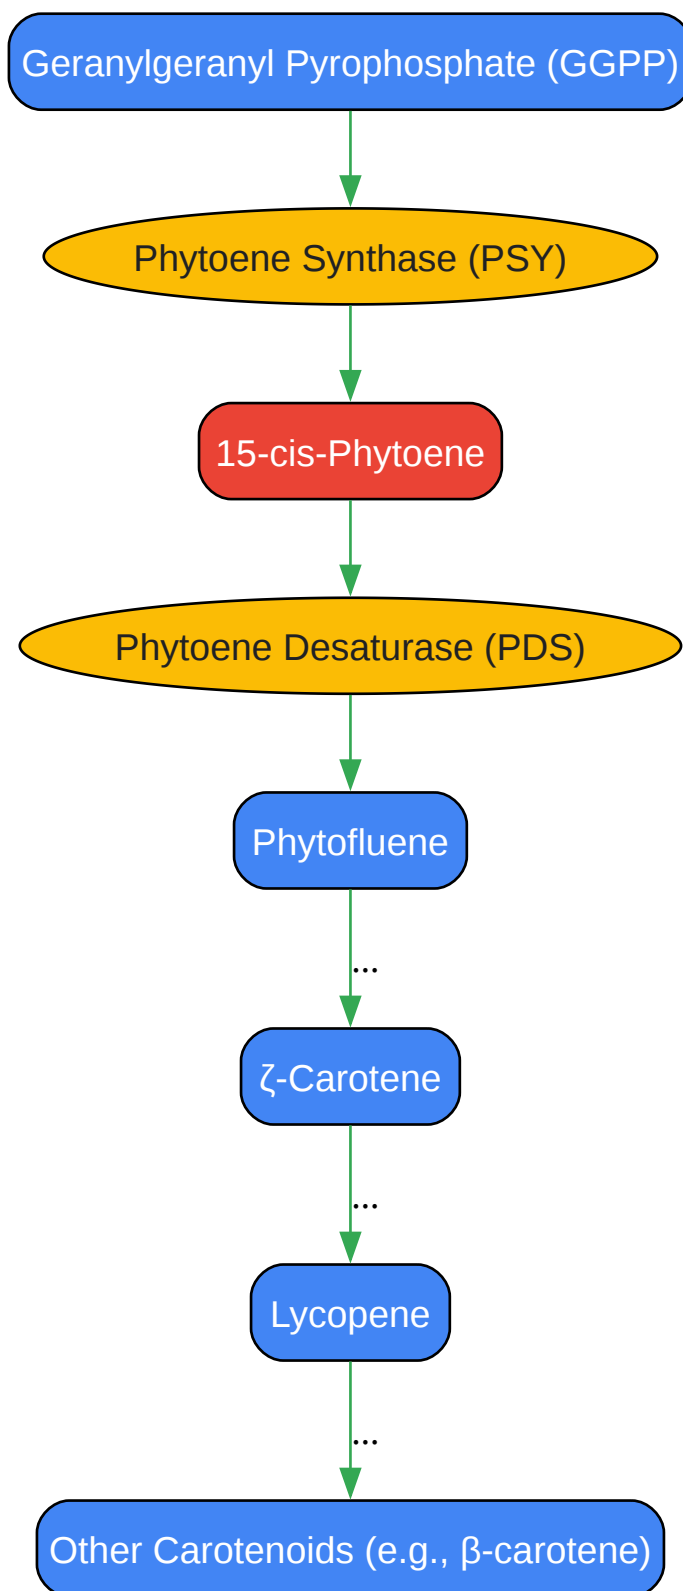 Geranylgeranyl Pyrophosphate (GGPP)
Phytoene Synthase (PSY)
15-cis-Phytoene
Phytoene Desaturase (PDS)
Phytofluene
...
ζ-Carotene
...
Lycopene
...
Other Carotenoids (e.g., β-carotene)